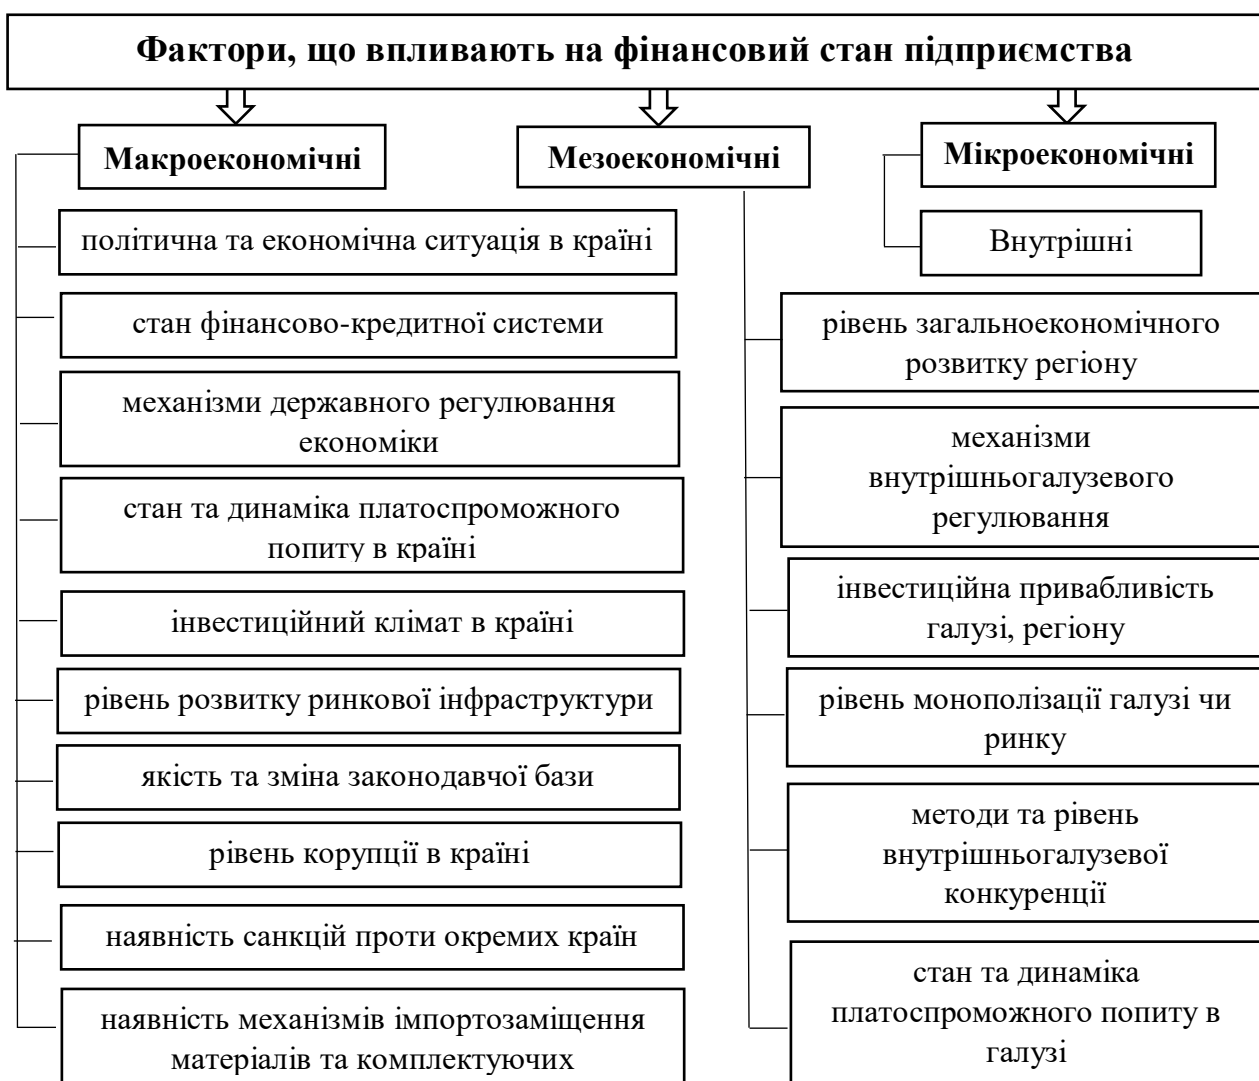 Фактори, що впливають на фінансовий стан підприємства
Макроекономічні
Мезоекономічні
Мікроекономічні
Внутрішні
політична та економічна ситуація в країні
стан фінансово-кредитної системи
механізми державного регулювання
економіки
стан та динаміка платоспроможного
попиту в країні
інвестиційний клімат в країні
рівень розвитку ринкової інфраструктури
якість та зміна законодавчої бази
рівень корупції в країні
наявність санкцій проти окремих країн
наявність механізмів імпортозаміщення
матеріалів та комплектуючих
рівень загальноекономічного
розвитку регіону
механізми
внутрішньогалузевого
регулювання
інвестиційна привабливість
галузі, регіону
рівень монополізації галузі чи
ринку
методи та рівень
внутрішньогалузевої
конкуренції
стан та динаміка
платоспроможного попиту в
галузі